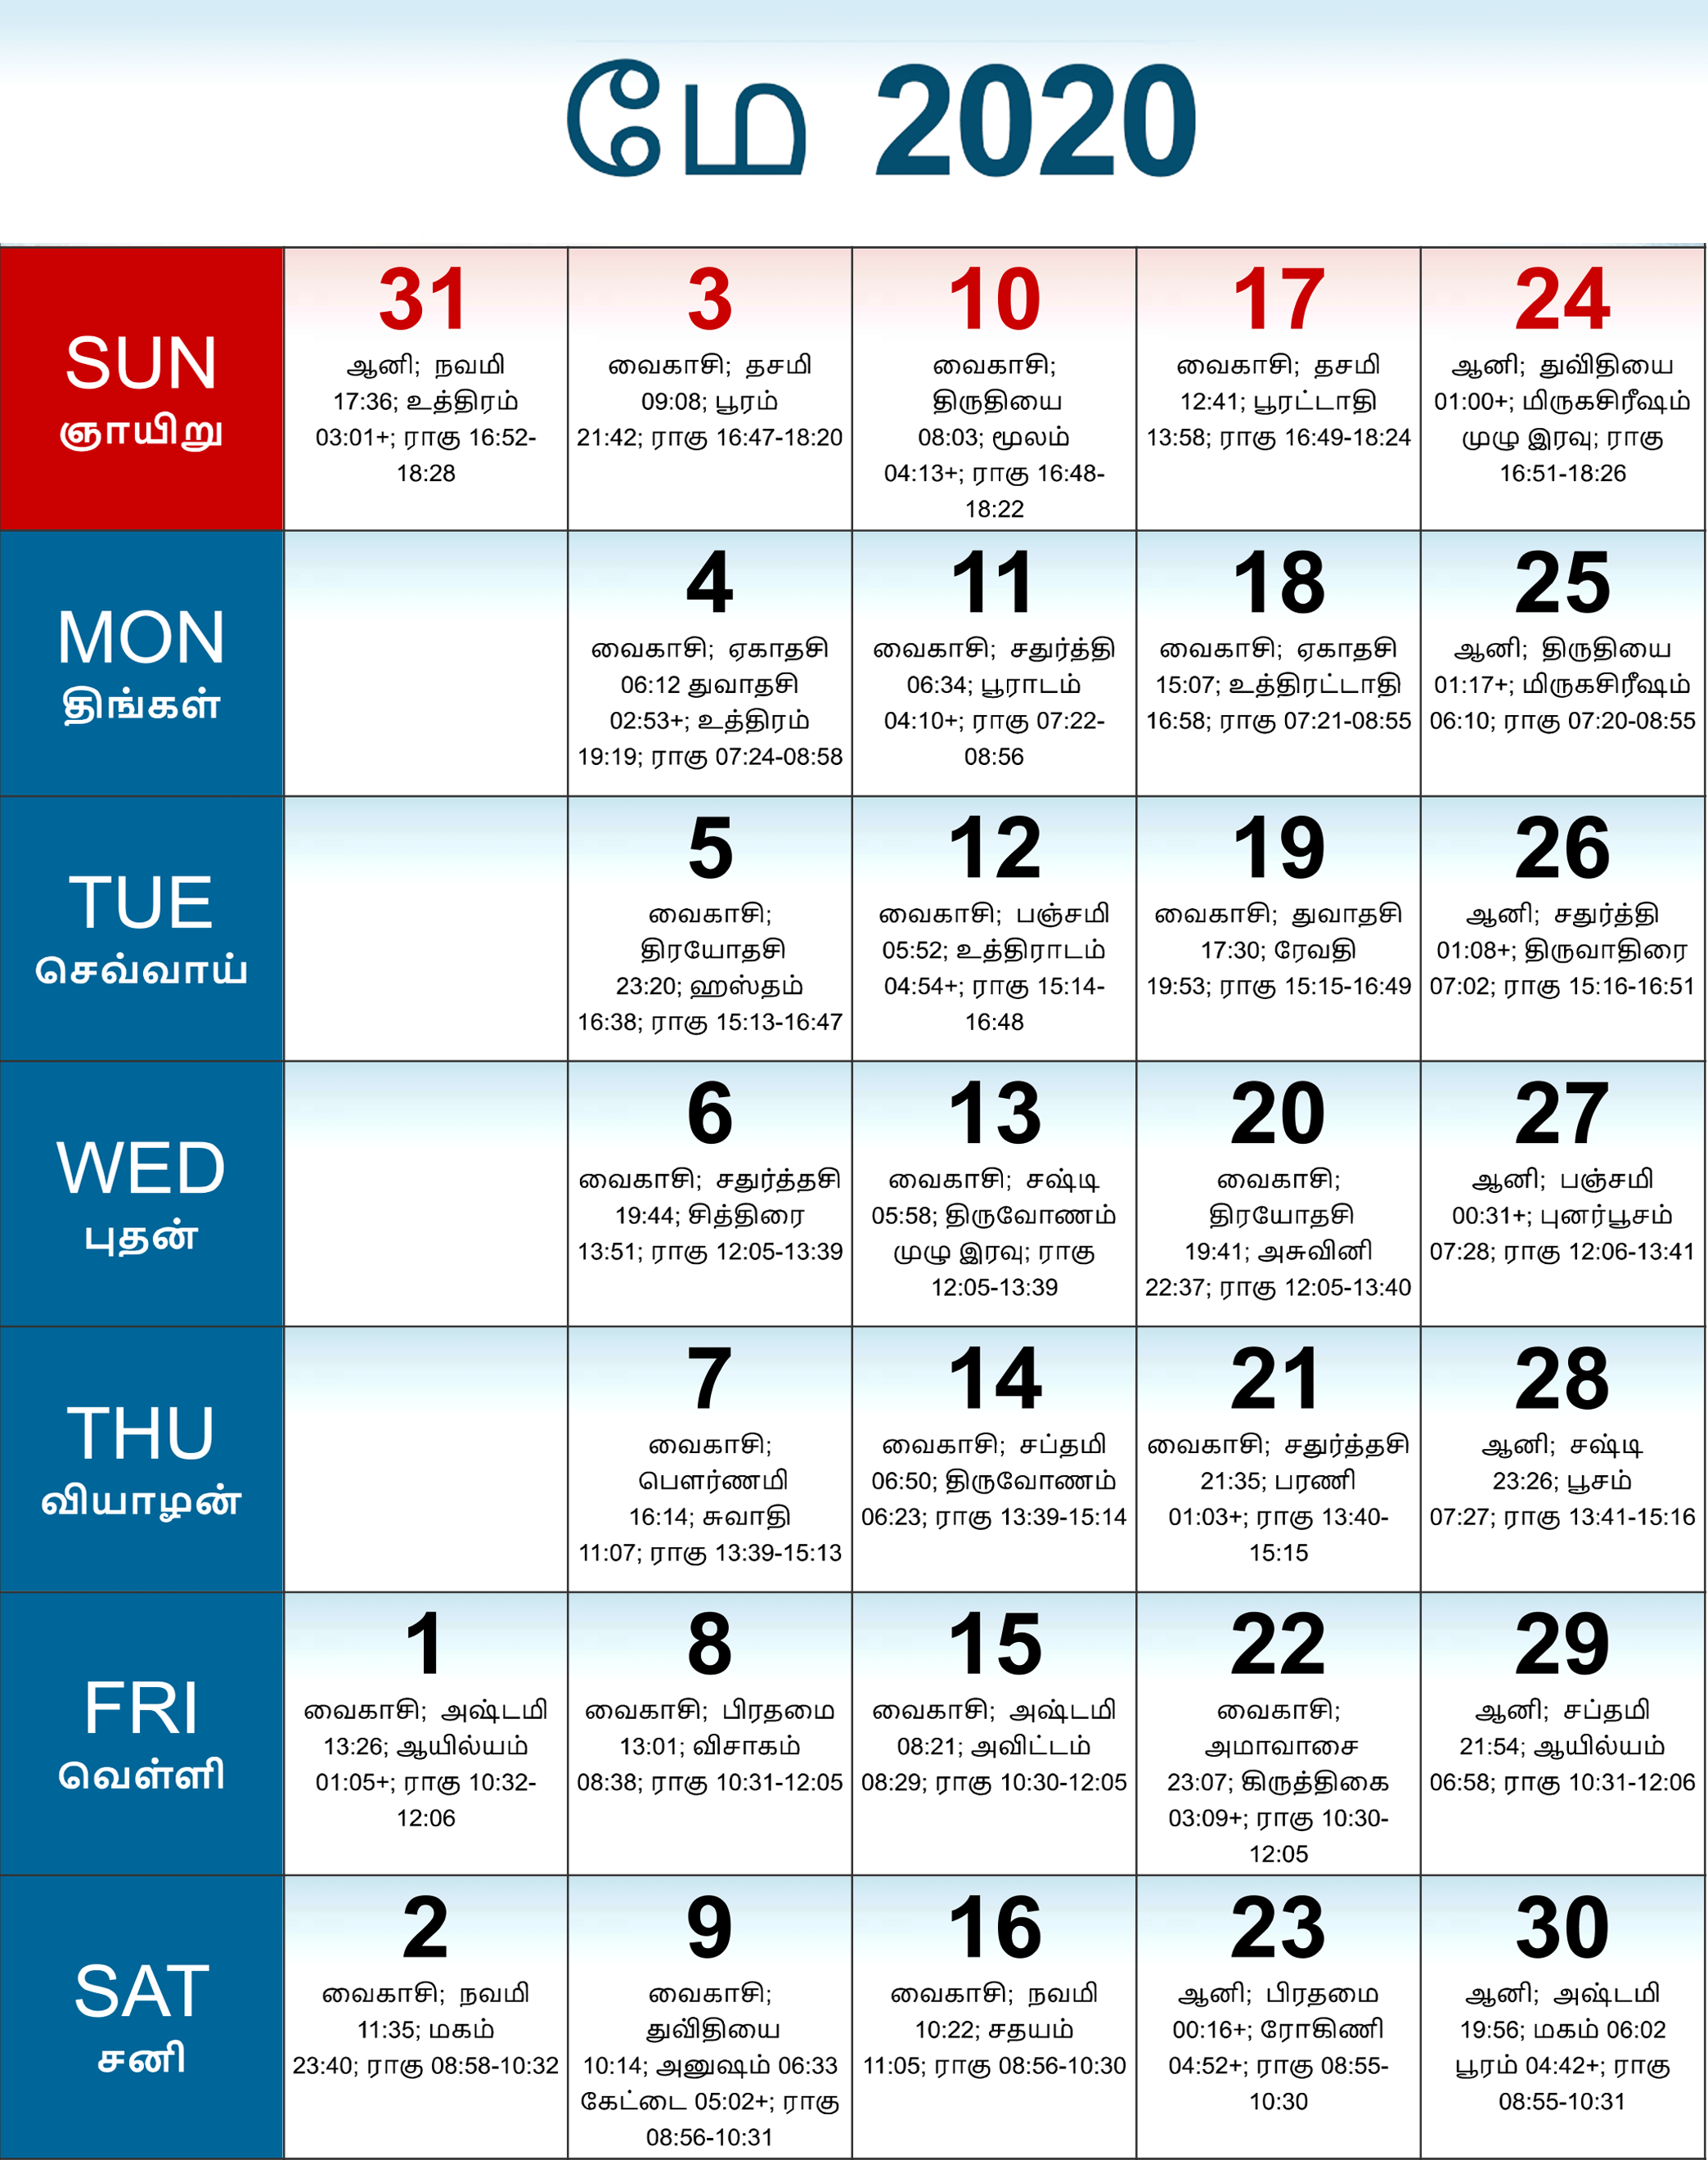 மே 2020
SUN
ஞாயிறு
31
ஆனி; நவமி
17:36; உத்திரம்
03:01+; ராகு 16:52-
18:28
3
வைகாசி; தசமி
09:08; பூரம்
21:42; ராகு 16:47-18:20
10
வைகாசி;
திருதியை
08:03; மூலம்
04:13+; ராகு 16:48-
18:22
17
வைகாசி; தசமி
12:41; பூரட்டாதி
13:58; ராகு 16:49-18:24
24
ஆனி; துவிதியை
01:00+; மிருகசிரீஷம்
முழு இரவு; ராகு
16:51-18:26
MON
திங்கள்
4
வைகாசி; ஏகாதசி
06:12 துவாதசி
02:53+; உத்திரம்
19:19; ராகு 07:24-08:58
11
வைகாசி; சதுர்த்தி
06:34; பூராடம்
04:10+; ராகு 07:22-
08:56
18
வைகாசி; ஏகாதசி
15:07; உத்திரட்டாதி
16:58; ராகு 07:21-08:55
25
ஆனி; திருதியை
01:17+; மிருகசிரீஷம்
06:10; ராகு 07:20-08:55
TUE
செவ்வாய்
5
வைகாசி;
திரயோதசி
23:20; ஹஸ்தம்
16:38; ராகு 15:13-16:47
12
வைகாசி; பஞ்சமி
05:52; உத்திராடம்
04:54+; ராகு 15:14-
16:48
19
வைகாசி; துவாதசி
17:30; ரேவதி
19:53; ராகு 15:15-16:49
26
ஆனி; சதுர்த்தி
01:08+; திருவாதிரை
07:02; ராகு 15:16-16:51
WED
புதன்
6
வைகாசி; சதுர்த்தசி
19:44; சித்திரை
13:51; ராகு 12:05-13:39
13
வைகாசி; சஷ்டி
05:58; திருவோணம்
முழு இரவு; ராகு
12:05-13:39
20
வைகாசி;
திரயோதசி
19:41; அசுவினி
22:37; ராகு 12:05-13:40
27
ஆனி; பஞ்சமி
00:31+; புனர்பூசம்
07:28; ராகு 12:06-13:41
THU
வியாழன்
7
வைகாசி;
பௌர்ணமி
16:14; சுவாதி
11:07; ராகு 13:39-15:13
14
வைகாசி; சப்தமி
06:50; திருவோணம்
06:23; ராகு 13:39-15:14
21
வைகாசி; சதுர்த்தசி
21:35; பரணி
01:03+; ராகு 13:40-
15:15
28
ஆனி; சஷ்டி
23:26; பூசம்
07:27; ராகு 13:41-15:16
FRI
வெள்ளி
1
வைகாசி; அஷ்டமி
13:26; ஆயில்யம்
01:05+; ராகு 10:32-
12:06
8
வைகாசி; பிரதமை
13:01; விசாகம்
08:38; ராகு 10:31-12:05
15
வைகாசி; அஷ்டமி
08:21; அவிட்டம்
08:29; ராகு 10:30-12:05
22
வைகாசி;
அமாவாசை
23:07; கிருத்திகை
03:09+; ராகு 10:30-
12:05
29
ஆனி; சப்தமி
21:54; ஆயில்யம்
06:58; ராகு 10:31-12:06
SAT
சனி
2
வைகாசி; நவமி
11:35; மகம்
23:40; ராகு 08:58-10:32
9
வைகாசி;
துவிதியை
10:14; அனுஷம் 06:33
கேட்டை 05:02+; ராகு
08:56-10:31
16
வைகாசி; நவமி
10:22; சதயம்
11:05; ராகு 08:56-10:30
23
ஆனி; பிரதமை
00:16+; ரோகிணி
04:52+; ராகு 08:55-
10:30
30
ஆனி; அஷ்டமி
19:56; மகம் 06:02
பூரம் 04:42+; ராகு
08:55-10:31